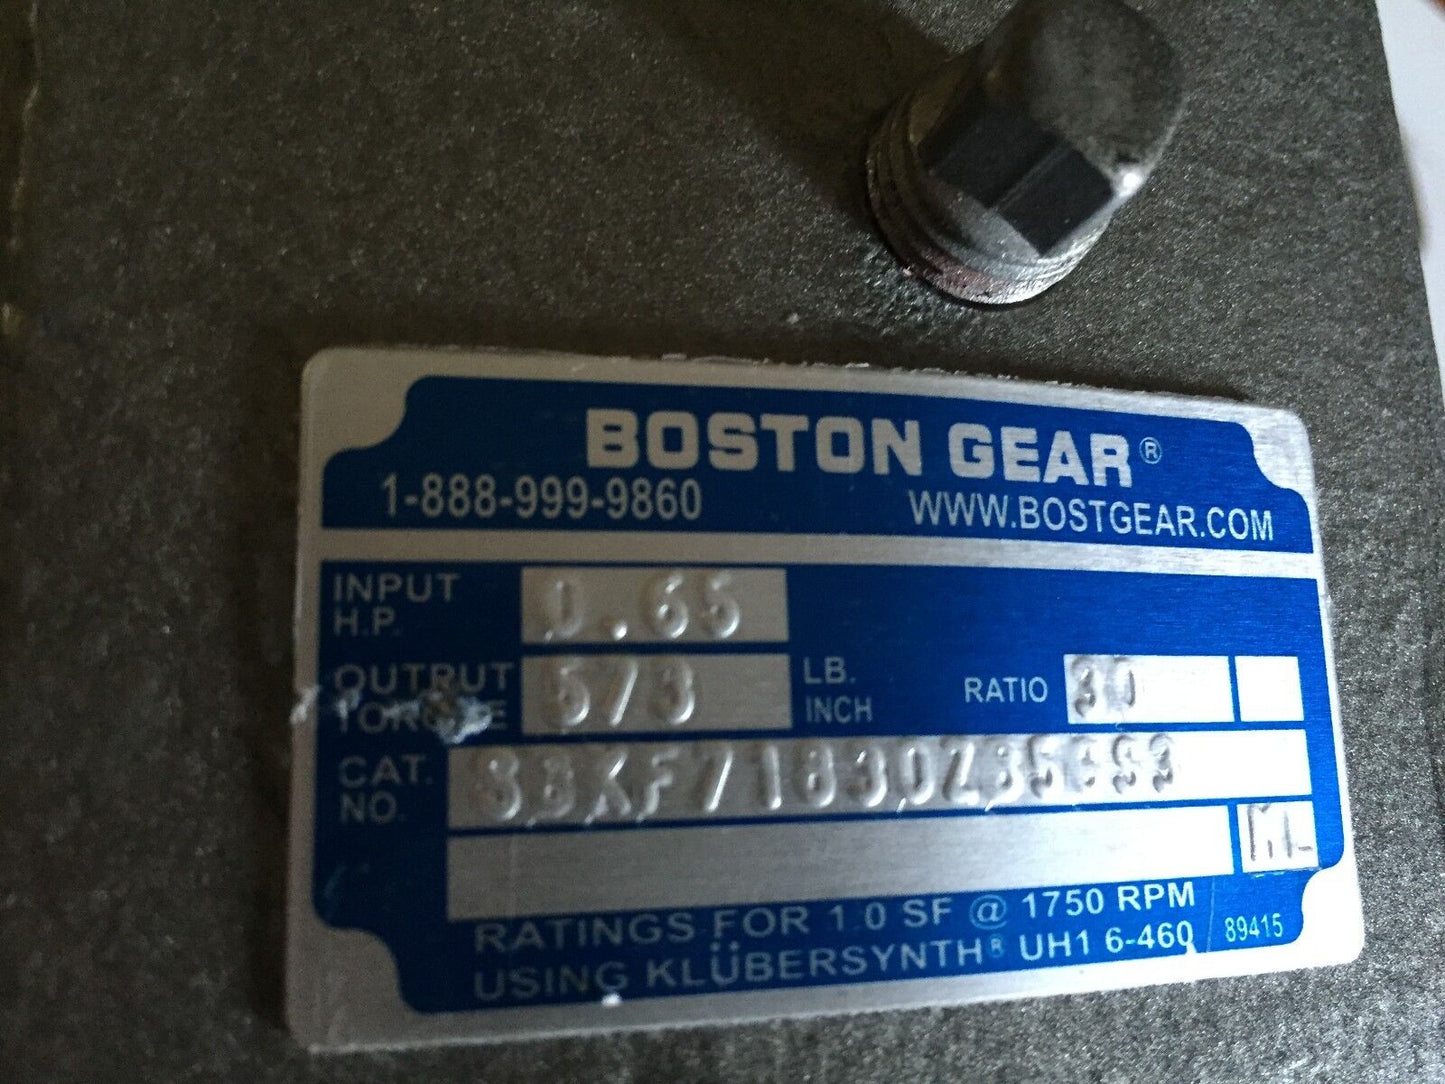 BOSTON GEAR®
1-888-999-9860 WWW.BOSTGEAR.COM
INPUT H.P. 0.65
OUTPUT TORQUE 573 LB. INCH RATIO 30
CAT. NO.
ML
RATINGS FOR 1.0 SF @ 1750 RPM
USING KLÜBERSYNTH® UH1 6-460 89415